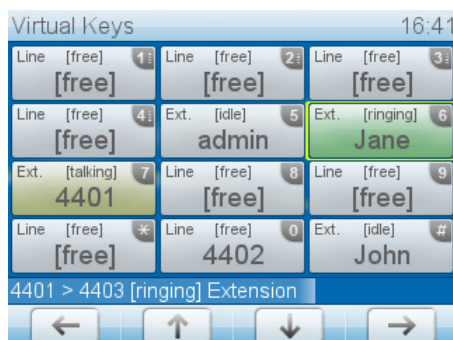 Virtual Keys 16:41
Line [free] 1 Line [free] 2 Line [free] 3
[free] [free] [free]
Line [free] 4 Ext. [idle] 5 Ext. [ringing] 6
[free] admin Jane
Ext. [talking] 7 Line [free] 8 Line [free] 9
4401 [free] [free]
Line [free] * Line [free] 0 Ext. [idle] #
[free] 4402 John
4401 > 4403 [ringing] Extension